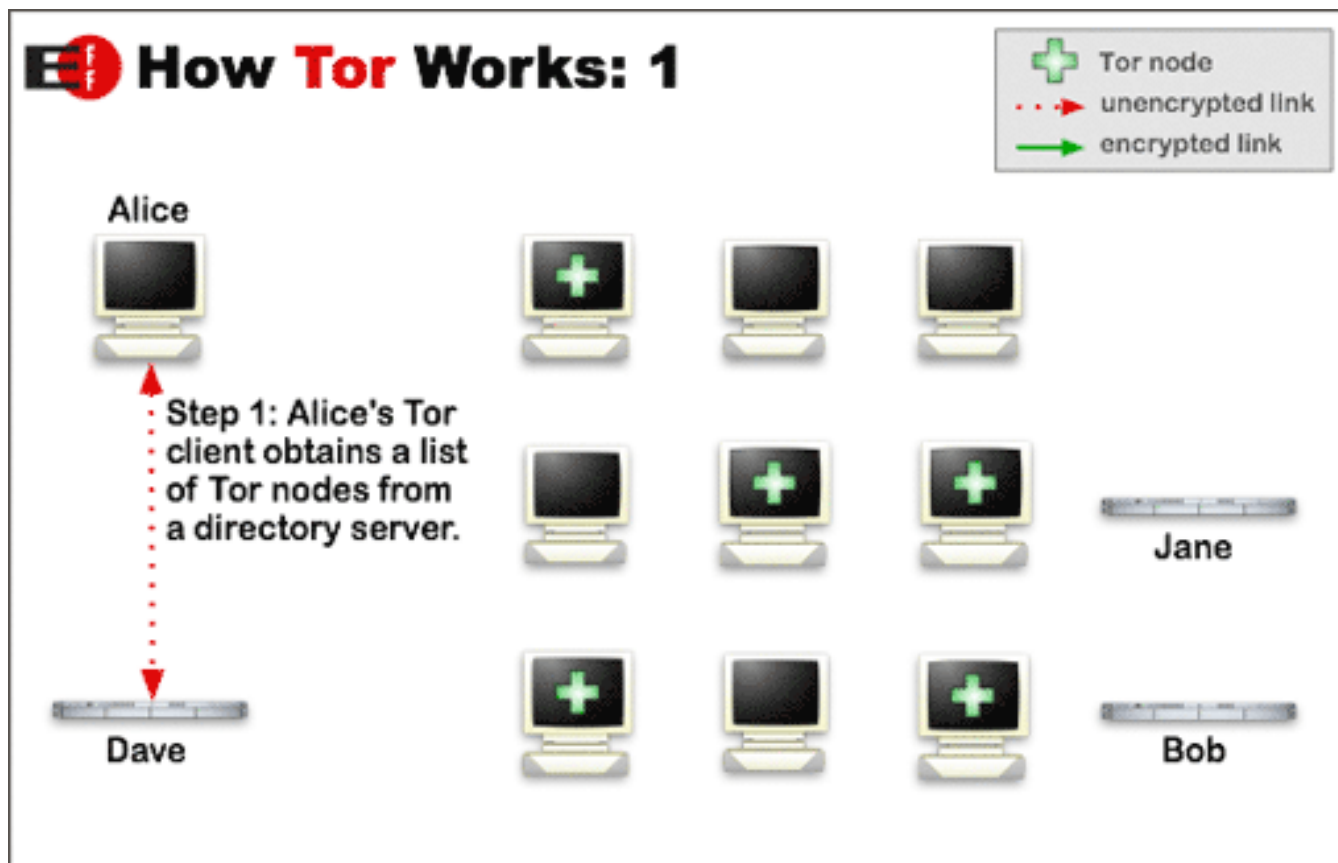 EFF How Tor Works: 1
Tor node
unencrypted link
encrypted link
Alice
Step 1: Alice's Tor
client obtains a list
of Tor nodes from
a directory server.
Jane
Dave
Bob